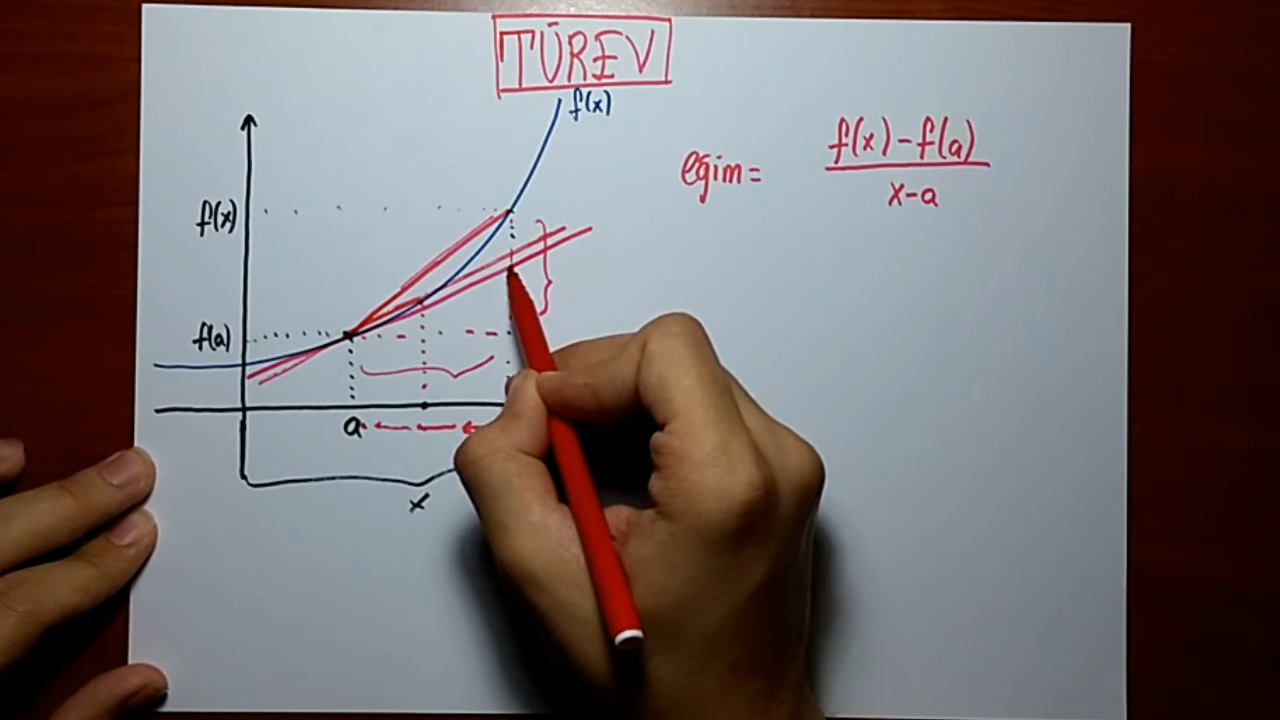 TÜREV
f(x)
eğim = f(x)-f(a)
x-a
f(x)
f(a)
a
x